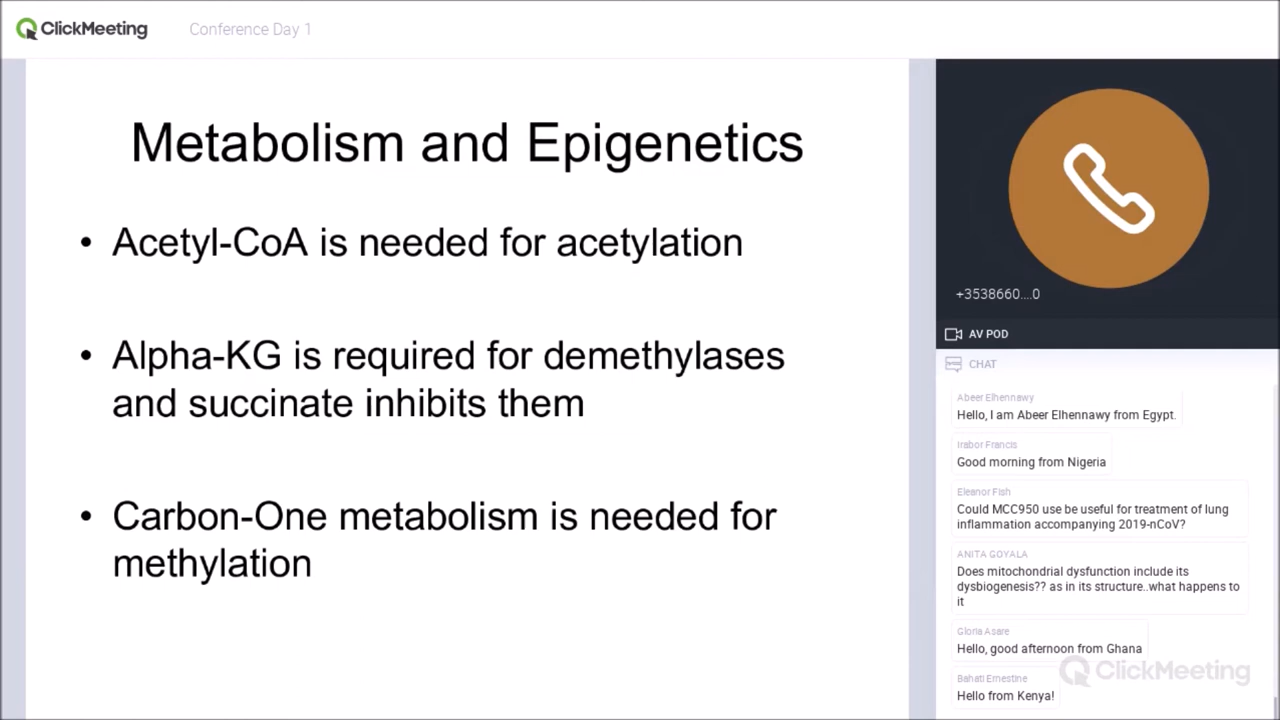 ClickMeeting
Conference Day 1
Metabolism and Epigenetics
• Acetyl-CoA is needed for acetylation
• Alpha-KG is required for demethylases
and succinate inhibits them
• Carbon-One metabolism is needed for
methylation
+3538660....0
AV POD
CHAT
Abeer Elhennawy
Hello, I am Abeer Elhennawy from Egypt.
Irabor Francis
Good morning from Nigeria
Eleanor Fish
Could MCC950 use be useful for treatment of lung
inflammation accompanying 2019-nCoV?
ANITA GOYALA
Does mitochondrial dysfunction include its
dysbiogenesis?? as in its structure..what happens to
it
Gloria Asare
Hello, good afternoon from Ghana
Bahati Ernestine
Hello from Kenya!
ClickMeeting